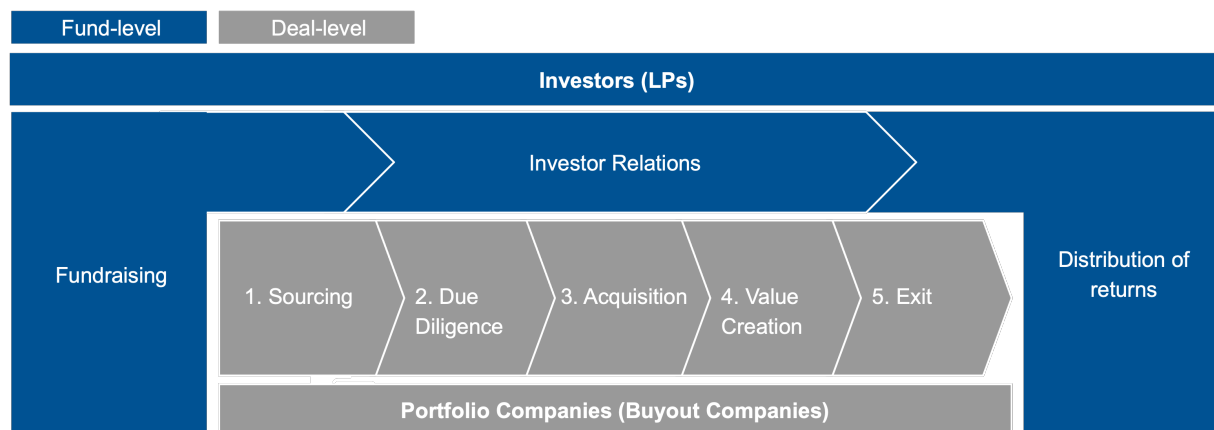 Fund-level
Deal-level
Investors (LPs)
Investor Relations
Fundraising
1. Sourcing
2. Due
Diligence
3. Acquisition
4. Value
Creation
5. Exit
Distribution of
returns
Portfolio Companies (Buyout Companies)